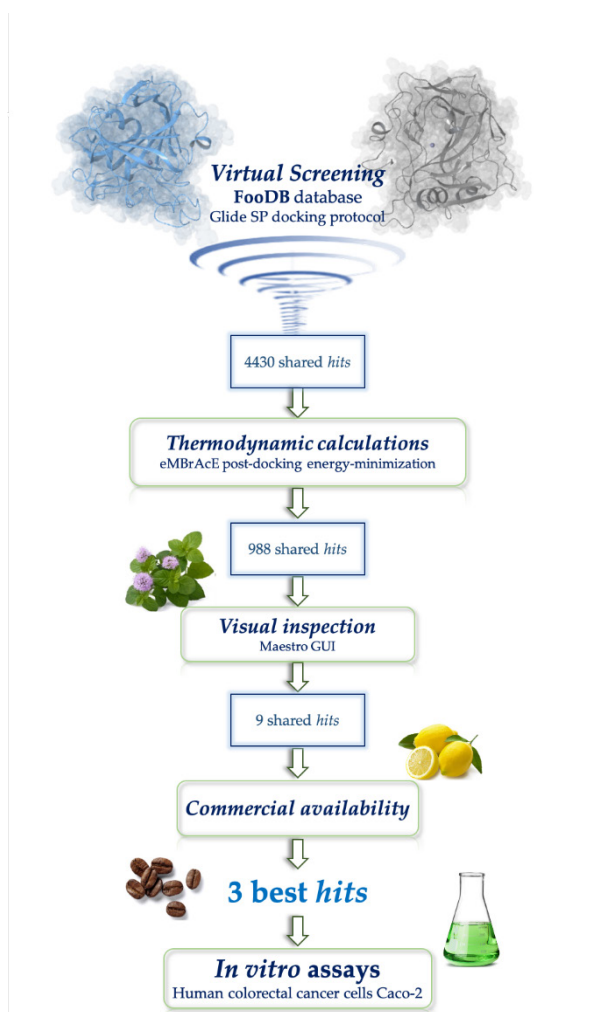 Virtual Screening
FooDB database
Glide SP docking protocol
4430 shared hits
Thermodynamic calculations
eMBrAcE post-docking energy-minimization
988 shared hits
Visual inspection
Maestro GUI
9 shared hits
Commercial availability
3 best hits
In vitro assays
Human colorectal cancer cells Caco-2